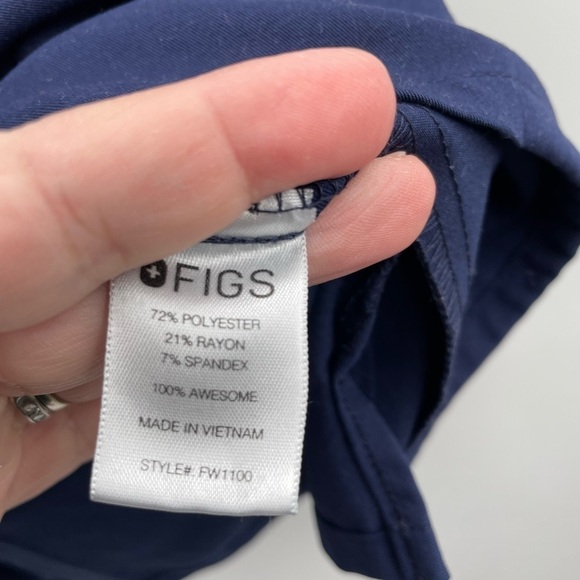 FIGS
72% POLYESTER
21% RAYON
7% SPANDEX
100% AWESOME
MADE IN VIETNAM
STYLE#: FW1100